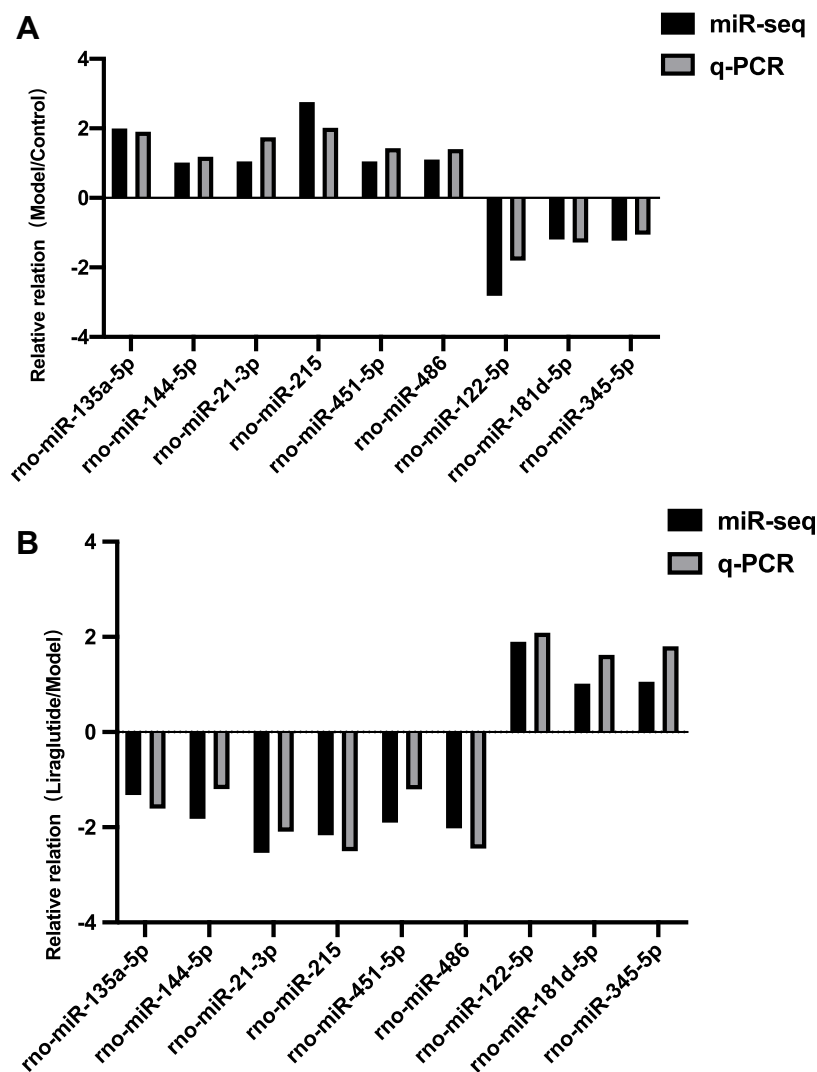 A
miR-seq
q-PCR
Relative relation（Model/Control）
4
2
0
-2
-4
rno-miR-135a-5p
rno-miR-144-5p
rno-miR-21-3p
rno-miR-215
rno-miR-451-5p
rno-miR-486
rno-miR-122-5p
rno-miR-181d-5p
rno-miR-345-5p
B
miR-seq
q-PCR
Relative relation（Liraglutide/Model）
4
2
0
-2
-4
rno-miR-135a-5p
rno-miR-144-5p
rno-miR-21-3p
rno-miR-215
rno-miR-451-5p
rno-miR-486
rno-miR-122-5p
rno-miR-181d-5p
rno-miR-345-5p